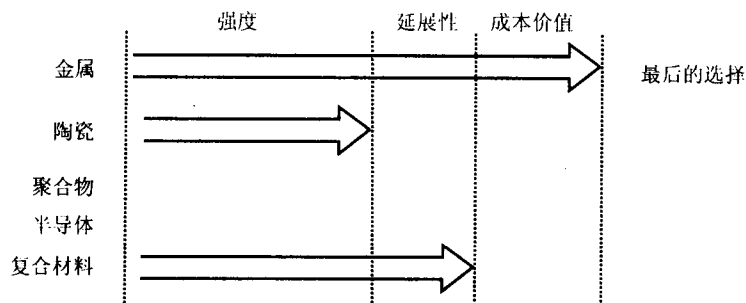 强度 延展性 成本价值
金属
最后的选择
陶瓷
聚合物
半导体
复合材料